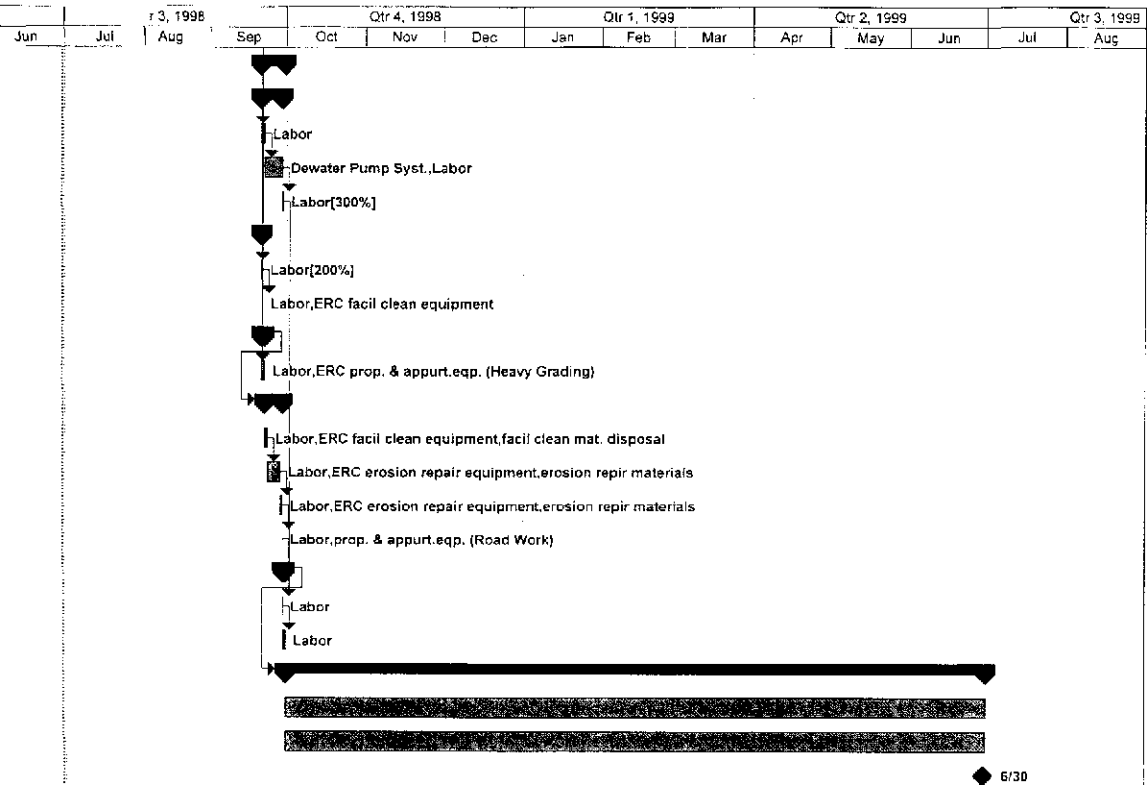 r 3, 1998 Qtr 4, 1998 Qtr 1, 1999 Qtr 2, 1999 Qtr 3, 1999
Jun Jul Aug Sep Oct Nov Dec Jan Feb Mar Apr May Jun Jul Aug
Labor
Dewater Pump Syst.,Labor
Labor[300%]
Labor[200%]
Labor,ERC facil clean equipment
Labor,ERC prop. & appurt.eqp. (Heavy Grading)
Labor,ERC facil clean equipment,facil clean mat. disposal
Labor,ERC erosion repair equipment,erosion repir materials
Labor,ERC erosion repair equipment,erosion repir materials
Labor,prop. & appurt.eqp. (Road Work)
Labor
Labor
6/30